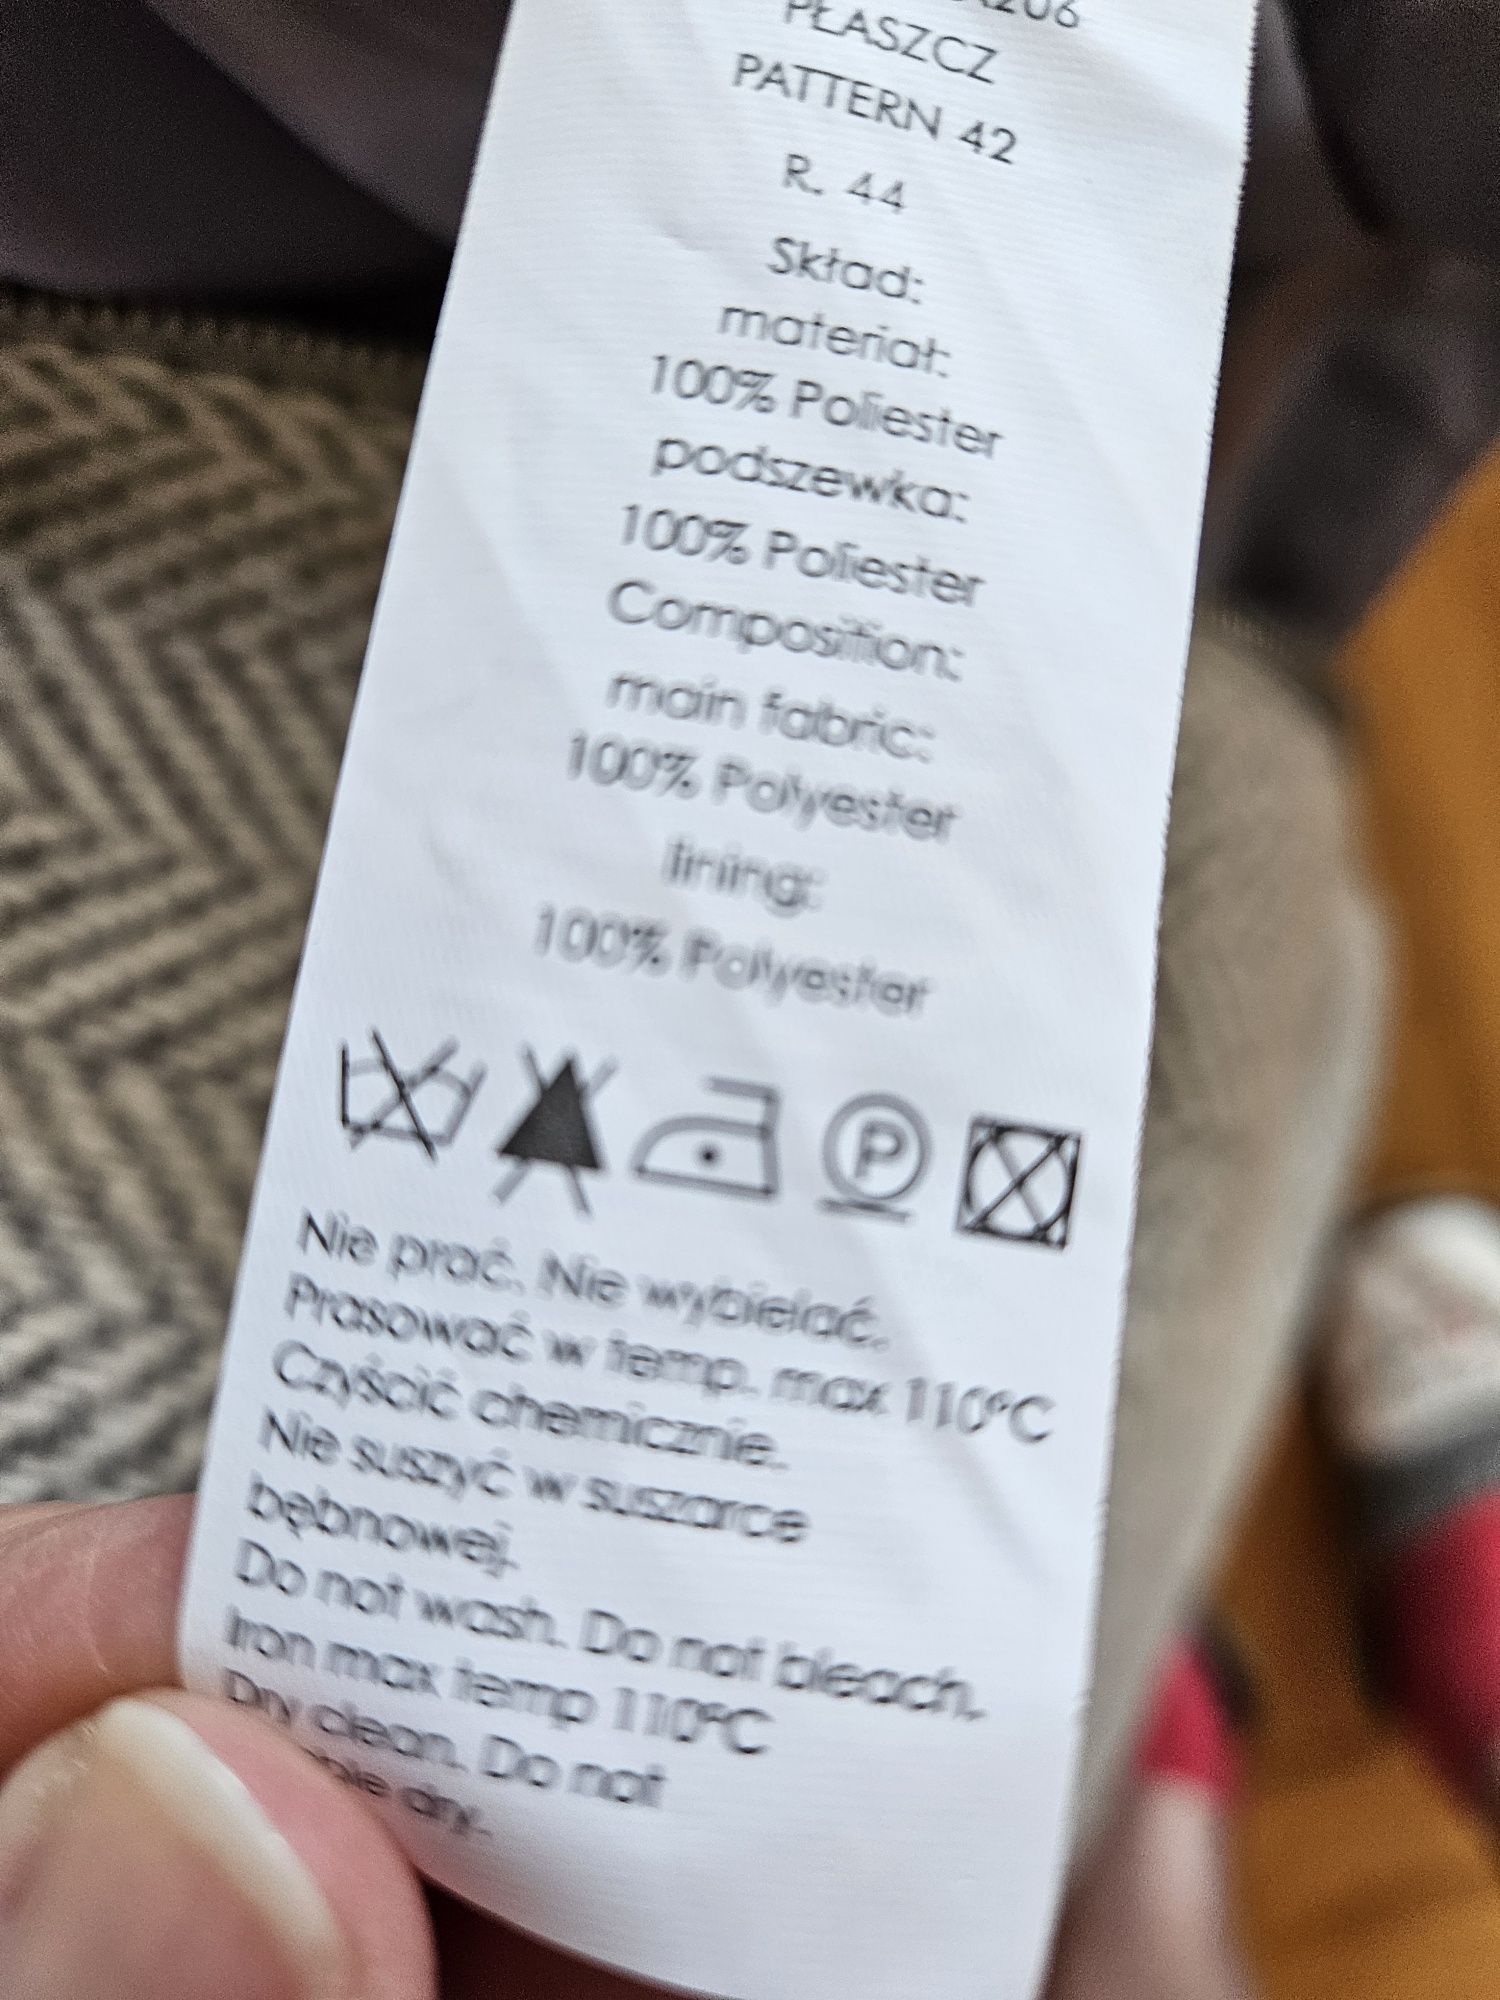 PŁASZCZ
PATTERN 42
R. 44
Skład:
materiał:
100% Poliester
podszewka:
100% Poliester
Composition:
main fabric:
100% Polyester
lining:
100% Polyester
P
Nie prać. Nie wybielać.
Prasować w temp. max 110°C
Czyścić chemicznie.
Nie suszyć w suszarce
bębnowej.
Do not wash. Do not bleach.
Iron max temp 110°C
Dry clean. Do not
dry.